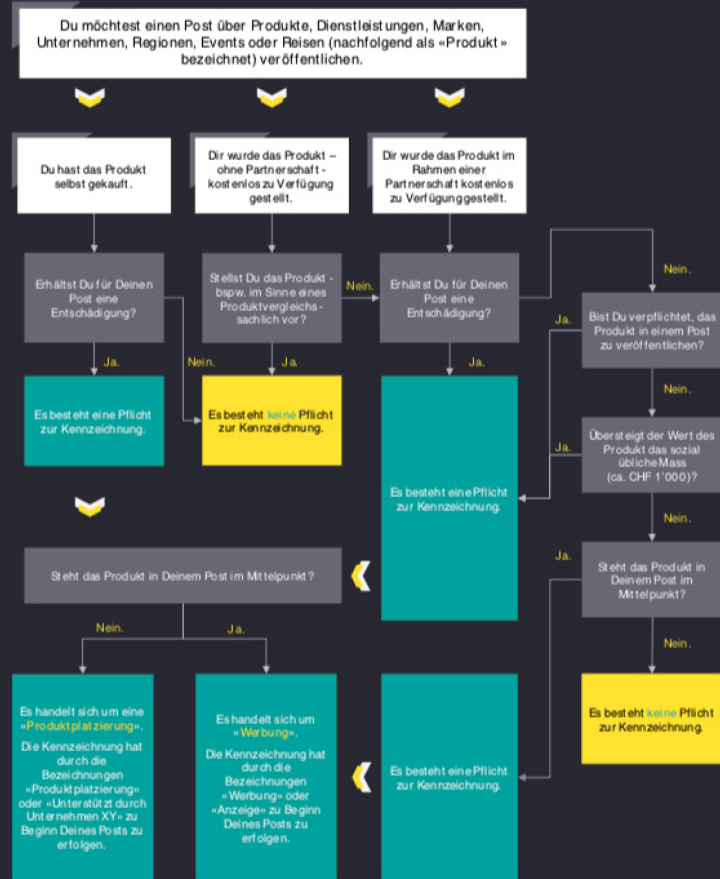 Du möchtest einen Post über Produkte, Dienstleistungen, Marken,
Unternehmen, Regionen, Events oder Reisen (nachfolgend als «Produkt»
bezeichnet) veröffentlichen.
Du hast das Produkt
selbst gekauft.
Dir wurde das Produkt –
ohne Partnerschaft -
kostenlos zu Verfügung
gestellt.
Dir wurde das Produkt im
Rahmen einer
Partnerschaft kostenlos
zu Verfügung gestellt.
Erhältst Du für Deinen
Post eine
Entschädigung?
Stellst Du das Produkt -
bspw. im Sinne eines
Produktvergleichs -
sachlich vor?
Nein.
Erhältst Du für Deinen
Post eine
Entschädigung?
Nein.
Bist Du verpflichtet, das
Produkt in einem Post
zu veröffentlichen?
Ja.
Ja.
Nein.
Ja.
Ja.
Nein.
Es besteht eine Pflicht
zur Kennzeichnung.
Es besteht keine Pflicht
zur Kennzeichnung.
Es besteht eine Pflicht
zur Kennzeichnung.
Übersteigt der Wert des
Produkt das sozial
übliche Mass
(ca. CHF 1'000)?
Ja.
Nein.
Steht das Produkt in Deinem Post im Mittelpunkt?
Steht das Produkt in
Deinem Post im
Mittelpunkt?
Ja.
Nein.
Nein.
Ja.
Es handelt sich um eine
«Produktplatzierung».
Die Kennzeichnung hat
durch die
Bezeichnungen
«Produktplatzierung»
oder «Unterstützt durch
Unternehmen XY» zu
Beginn Deines Posts zu
erfolgen.
Es handelt sich um
«Werbung».
Die Kennzeichnung hat
durch die
Bezeichnungen
«Werbung» oder
«Anzeige» zu Beginn
Deines Posts zu
erfolgen.
Es besteht eine Pflicht
zur Kennzeichnung.
Es besteht keine Pflicht
zur Kennzeichnung.